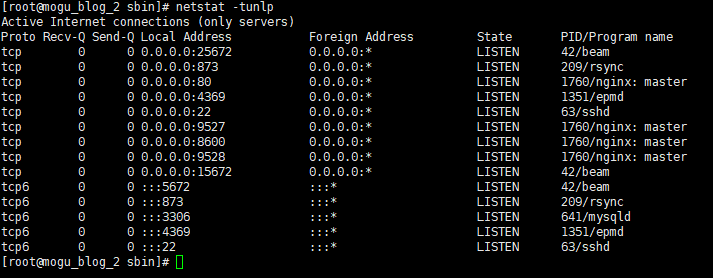 [root@mogu_blog_2 sbin]# netstat -tunlp
Active Internet connections (only servers)
Proto Recv-Q Send-Q Local Address           Foreign Address         State       PID/Program name
tcp        0      0 0.0.0.0:25672           0.0.0.0:*               LISTEN      42/beam
tcp        0      0 0.0.0.0:873             0.0.0.0:*               LISTEN      209/rsync
tcp        0      0 0.0.0.0:80              0.0.0.0:*               LISTEN      1760/nginx: master
tcp        0      0 0.0.0.0:4369            0.0.0.0:*               LISTEN      1351/epmd
tcp        0      0 0.0.0.0:22              0.0.0.0:*               LISTEN      63/sshd
tcp        0      0 0.0.0.0:9527            0.0.0.0:*               LISTEN      1760/nginx: master
tcp        0      0 0.0.0.0:8600            0.0.0.0:*               LISTEN      1760/nginx: master
tcp        0      0 0.0.0.0:9528            0.0.0.0:*               LISTEN      1760/nginx: master
tcp        0      0 0.0.0.0:15672           0.0.0.0:*               LISTEN      42/beam
tcp6       0      0 :::5672                 :::*                    LISTEN      42/beam
tcp6       0      0 :::873                  :::*                    LISTEN      209/rsync
tcp6       0      0 :::3306                 :::*                    LISTEN      641/mysqld
tcp6       0      0 :::4369                 :::*                    LISTEN      1351/epmd
tcp6       0      0 :::22                   :::*                    LISTEN      63/sshd
[root@mogu_blog_2 sbin]#